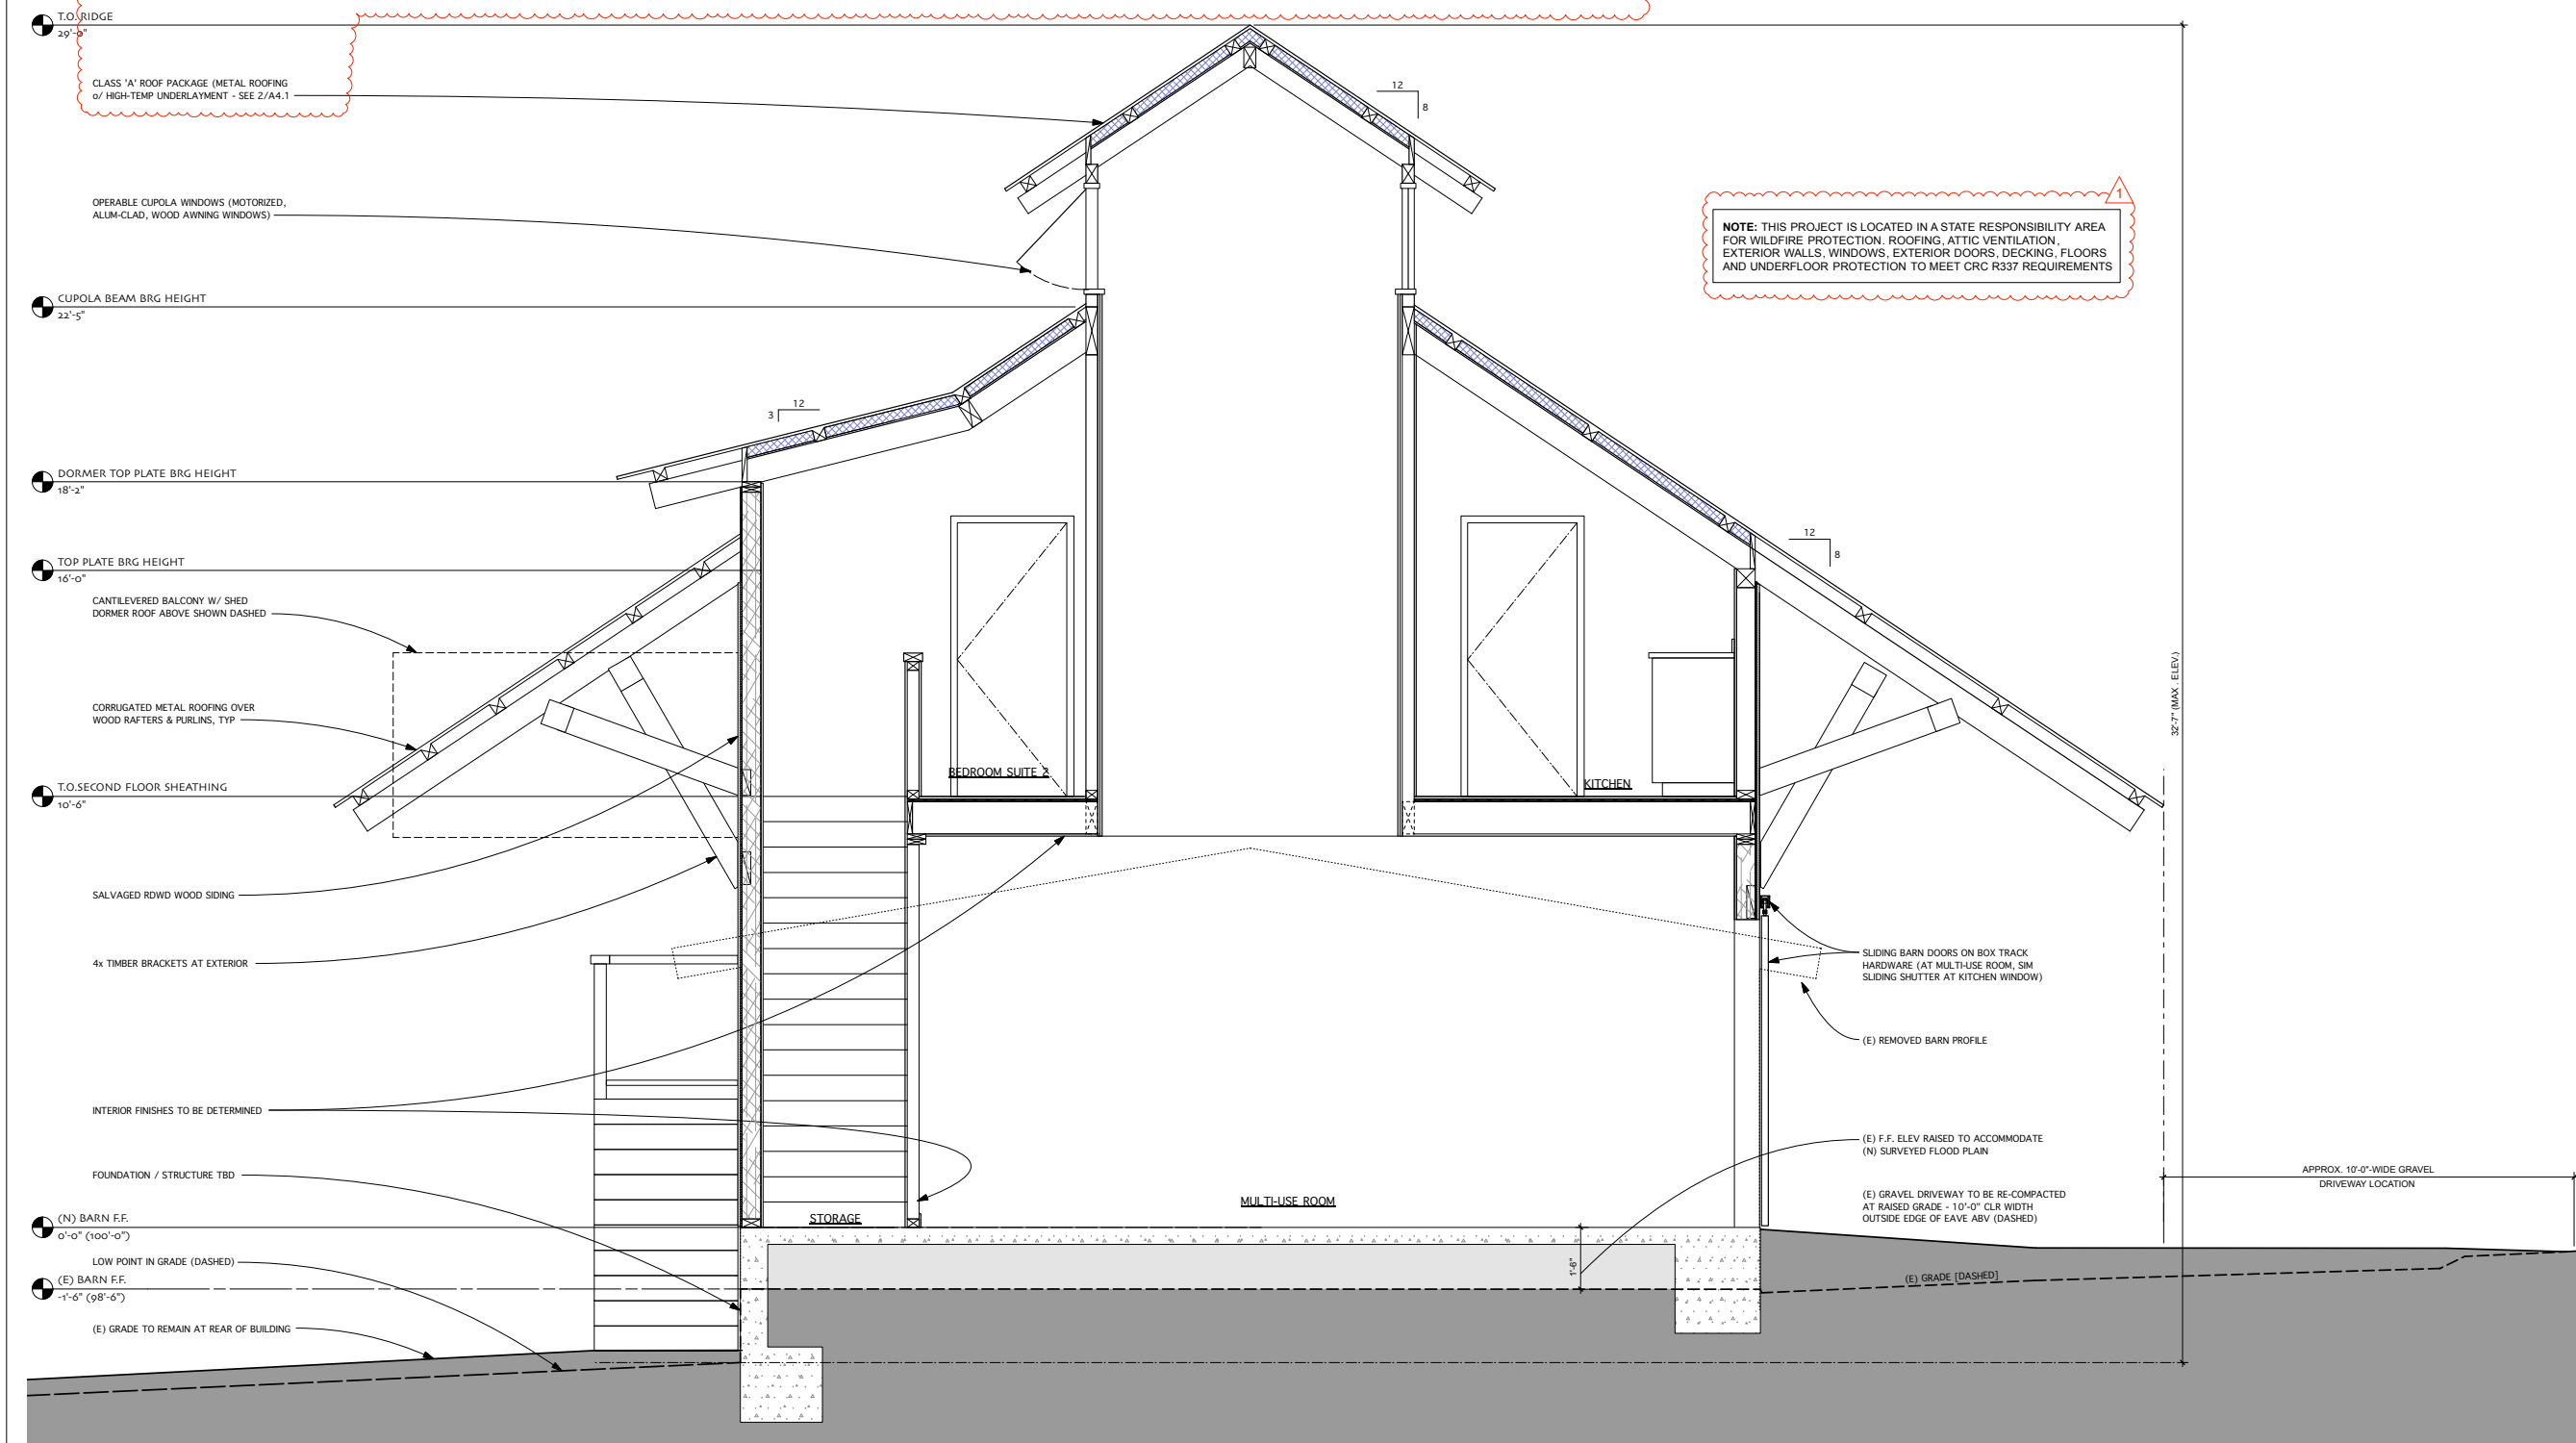 T.O. RIDGE
29'-0"
CLASS 'A' ROOF PACKAGE (METAL ROOFING
o/ HIGH-TEMP UNDERLAYMENT - SEE 2/A4.1
12
8
OPERABLE CUPOLA WINDOWS (MOTORIZED,
ALUM-CLAD, WOOD AWNING WINDOWS)
1
NOTE: THIS PROJECT IS LOCATED IN A STATE RESPONSIBILITY AREA
FOR WILDFIRE PROTECTION. ROOFING, ATTIC VENTILATION,
EXTERIOR WALLS, WINDOWS, EXTERIOR DOORS, DECKING, FLOORS
AND UNDERFLOOR PROTECTION TO MEET CRC R337 REQUIREMENTS
CUPOLA BEAM BRG HEIGHT
22'-5"
12
3
DORMER TOP PLATE BRG HEIGHT
18'-2"
12
8
TOP PLATE BRG HEIGHT
16'-0"
CANTILEVERED BALCONY W/ SHED
DORMER ROOF ABOVE SHOWN DASHED
32'-7" (MAX. ELEV.)
CORRUGATED METAL ROOFING OVER
WOOD RAFTERS & PURLINS, TYP
BEDROOM SUITE 2
KITCHEN
T.O.SECOND FLOOR SHEATHING
10'-6"
SALVAGED RDWD WOOD SIDING
4x TIMBER BRACKETS AT EXTERIOR
SLIDING BARN DOORS ON BOX TRACK
HARDWARE (AT MULTI-USE ROOM, SIM
SLIDING SHUTTER AT KITCHEN WINDOW)
(E) REMOVED BARN PROFILE
INTERIOR FINISHES TO BE DETERMINED
(E) F.F. ELEV RAISED TO ACCOMMODATE
(N) SURVEYED FLOOD PLAIN
FOUNDATION / STRUCTURE TBD
APPROX. 10'-0"-WIDE GRAVEL
DRIVEWAY LOCATION
(E) GRAVEL DRIVEWAY TO BE RE-COMPACTED
AT RAISED GRADE - 10'-0" CLR WIDTH
OUTSIDE EDGE OF EAVE ABV (DASHED)
MULTI-USE ROOM
STORAGE
(N) BARN F.F.
0'-0" (100'-0")
LOW POINT IN GRADE (DASHED)
1'-6"
(E) GRADE [DASHED]
(E) BARN F.F.
-1'-6" (98'-6")
(E) GRADE TO REMAIN AT REAR OF BUILDING